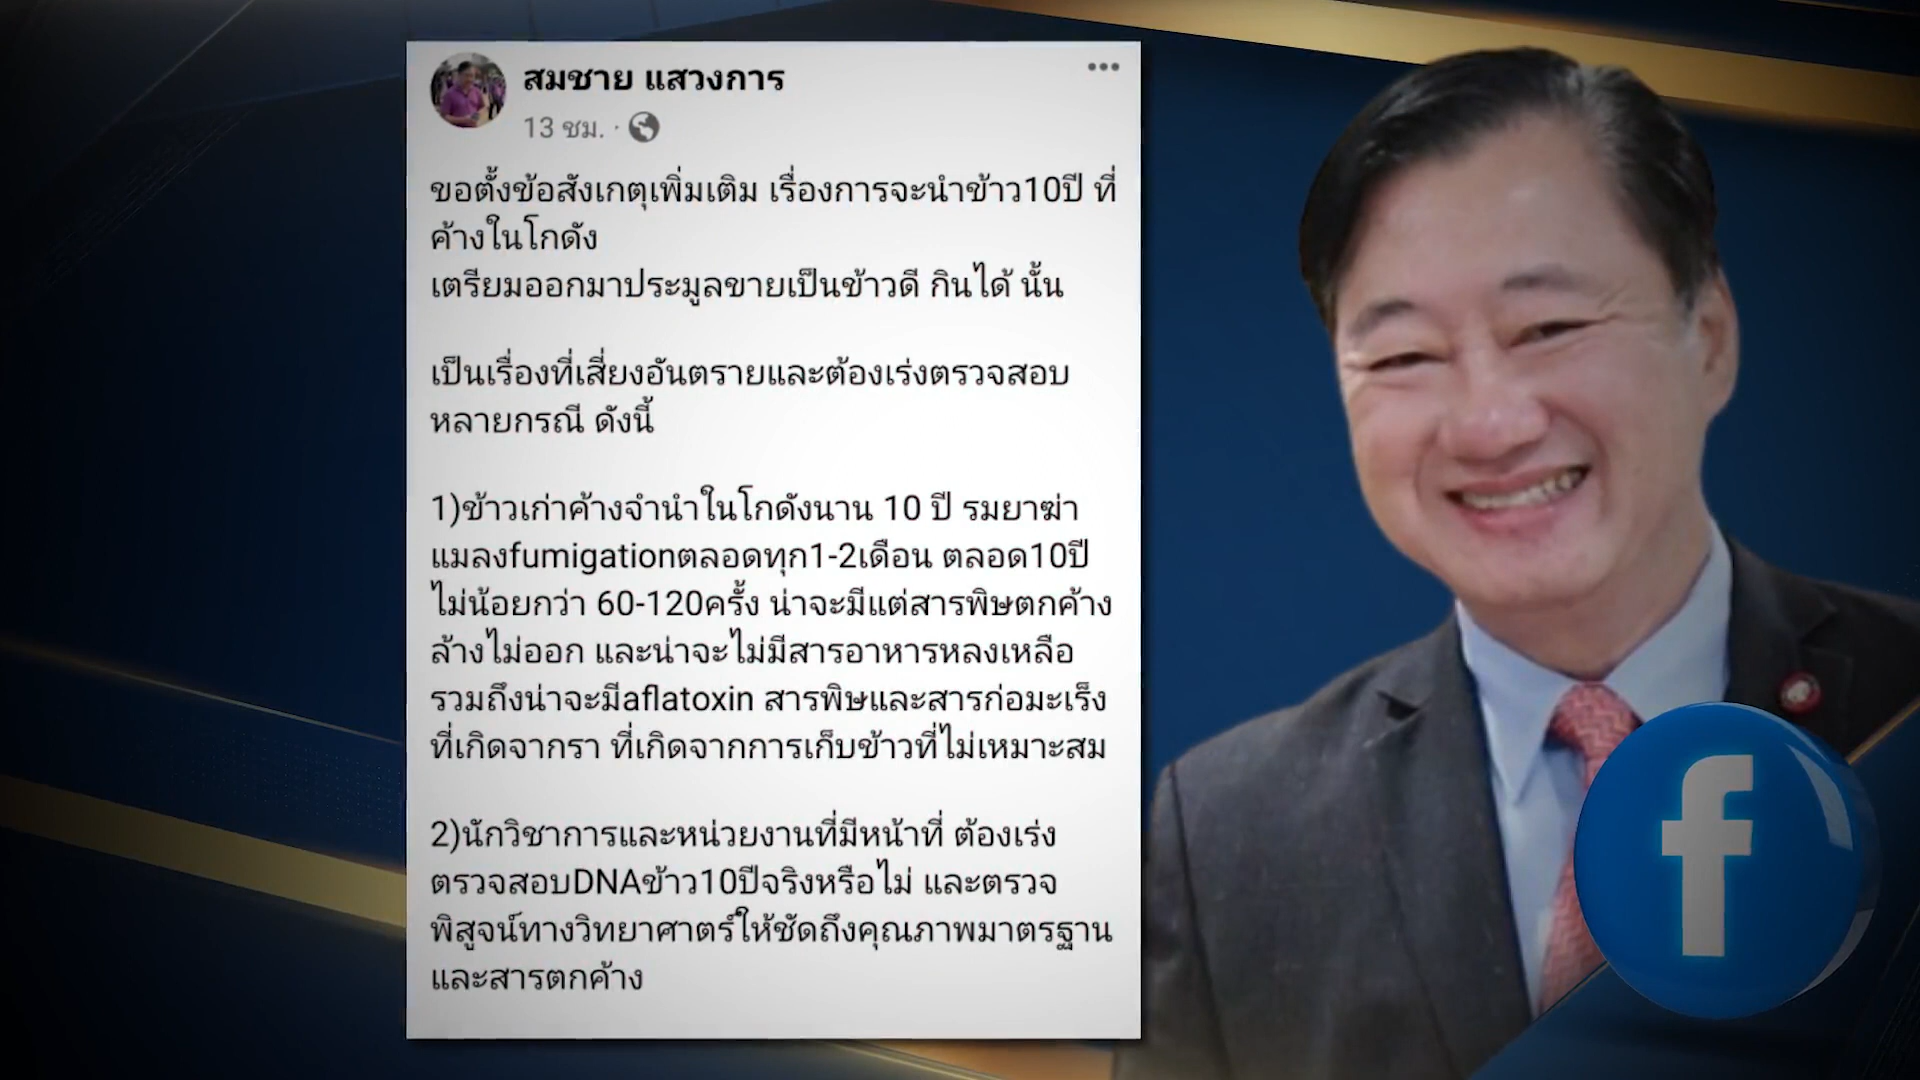 สมชาย แสวงการ
13 ชม. ·
ขอตั้งข้อสังเกตุเพิ่มเติม เรื่องการจะนำข้าว10ปี ที่
ค้างในโกดัง
เตรียมออกมาประมูลขายเป็นข้าวดี กินได้ นั้น
เป็นเรื่องที่เสี่ยงอันตรายและต้องเร่งตรวจสอบ
หลายกรณี ดังนี้
1)ข้าวเก่าค้างจำนำในโกดังนาน 10 ปี รมยาฆ่า
แมลงfumigationตลอดทุก1-2เดือน ตลอด10ปี
ไม่น้อยกว่า 60-120ครั้ง น่าจะมีแต่สารพิษตกค้าง
ล้างไม่ออก และน่าจะไม่มีสารอาหารหลงเหลือ
รวมถึงน่าจะมีaflatoxin สารพิษและสารก่อมะเร็ง
ที่เกิดจากรา ที่เกิดจากการเก็บข้าวที่ไม่เหมาะสม
2)นักวิชาการและหน่วยงานที่มีหน้าที่ ต้องเร่ง
ตรวจสอบDNAข้าว10ปีจริงหรือไม่ และตรวจ
พิสูจน์ทางวิทยาศาตร์ให้ชัดถึงคุณภาพมาตรฐาน
และสารตกค้าง
f